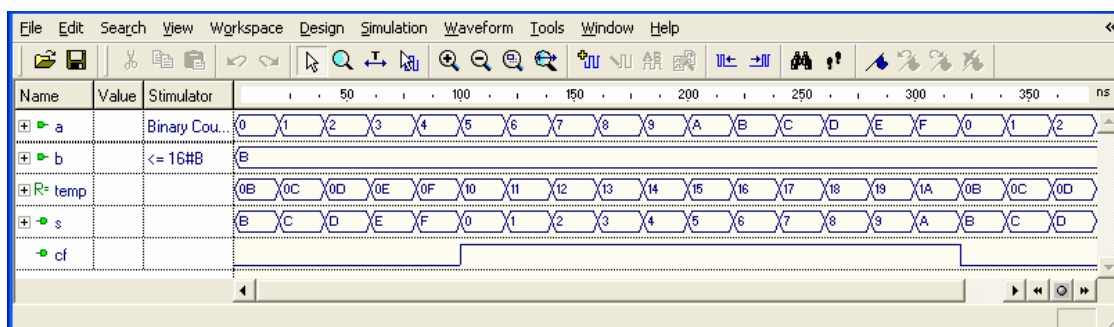 File Edit Search View Workspace Design Simulation Waveform Tools Window Help
Name Value Stimulator 50 100 150 200 250 300 350 ns
a Binary Cou... 0 1 2 3 4 5 6 7 8 9 A B C D E F 0 1 2
b <= 16#B B
R= temp 0B 0C 0D 0E 0F 10 11 12 13 14 15 16 17 18 19 1A 0B 0C 0D
s B C D E F 0 1 2 3 4 5 6 7 8 9 A B C D
cf